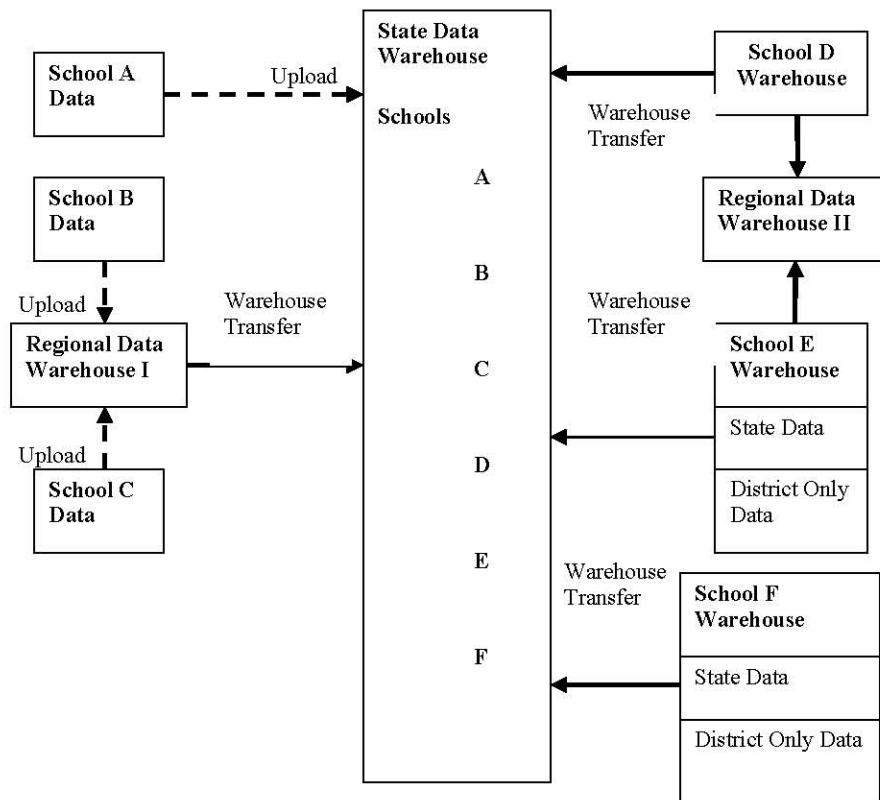 School A
Data
Upload
School B
Data
Upload
Regional Data
Warehouse I
Warehouse
Transfer
Upload
School C
Data
State Data
Warehouse
Schools
A
B
C
D
E
F
School D
Warehouse
Warehouse
Transfer
Regional Data
Warehouse II
Warehouse
Transfer
School E
Warehouse
State Data
District Only
Data
Warehouse
Transfer
School F
Warehouse
State Data
District Only Data